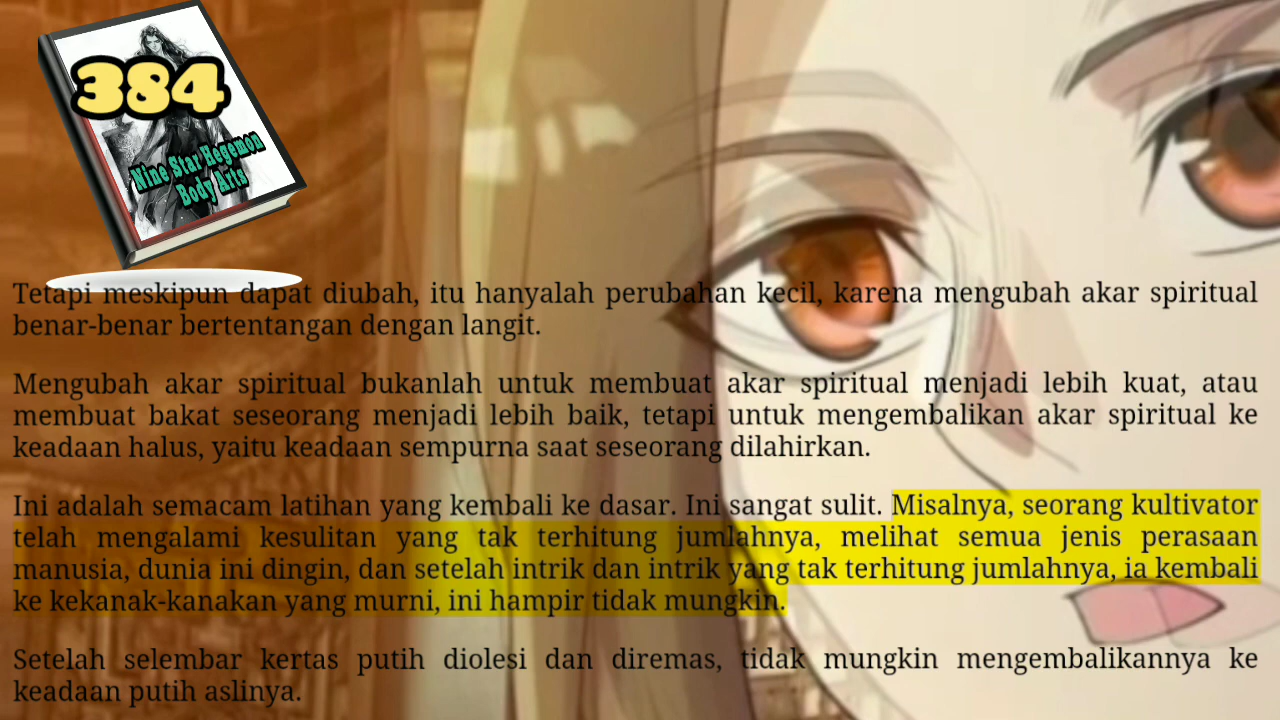 384
Nine Star Hegemon
Body Arts
Tetapi meskipun dapat diubah, itu hanyalah perubahan kecil, karena mengubah akar spiritual
benar-benar bertentangan dengan langit.
Mengubah akar spiritual bukanlah untuk membuat akar spiritual menjadi lebih kuat, atau
membuat bakat seseorang menjadi lebih baik, tetapi untuk mengembalikan akar spiritual ke
keadaan halus, yaitu keadaan sempurna saat seseorang dilahirkan.
Ini adalah semacam latihan yang kembali ke dasar. Ini sangat sulit. Misalnya, seorang kultivator
telah mengalami kesulitan yang tak terhitung jumlahnya, melihat semua jenis perasaan
manusia, dunia ini dingin, dan setelah intrik dan intrik yang tak terhitung jumlahnya, ia kembali
ke kekanak-kanakan yang murni, ini hampir tidak mungkin.
Setelah selembar kertas putih diolesi dan diremas, tidak mungkin mengembalikannya ke
keadaan putih aslinya.